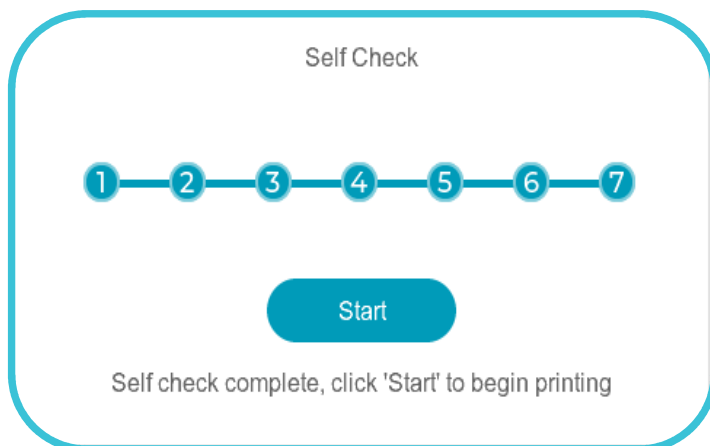 Self Check
1 2 3 4 5 6 7
Start
Self check complete, click 'Start' to begin printing